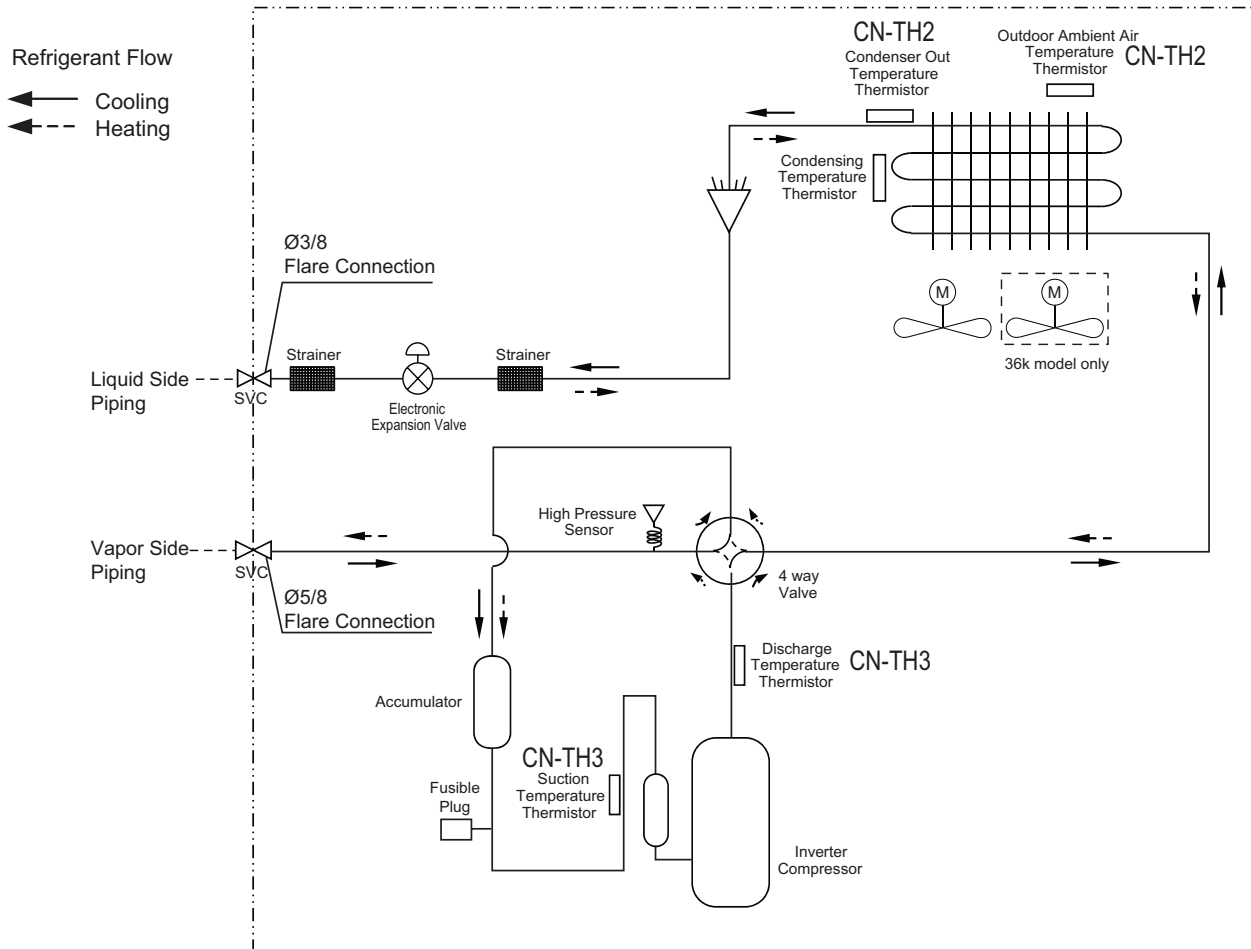 Refrigerant Flow
Cooling
Heating
CN-TH2
Condenser Out
Temperature
Thermistor
Outdoor Ambient Air
Temperature
Thermistor
CN-TH2
Condensing
Temperature
Thermistor
M
M
36k model only
Ø3/8
Flare Connection
Strainer
Strainer
Liquid Side
Piping
SVC
Electronic
Expansion Valve
High Pressure
Sensor
Vapor Side
Piping
SVC
4 way
Valve
Ø5/8
Flare Connection
Discharge
Temperature
Thermistor
CN-TH3
Accumulator
CN-TH3
Suction
Temperature
Thermistor
Fusible
Plug
Inverter
Compressor